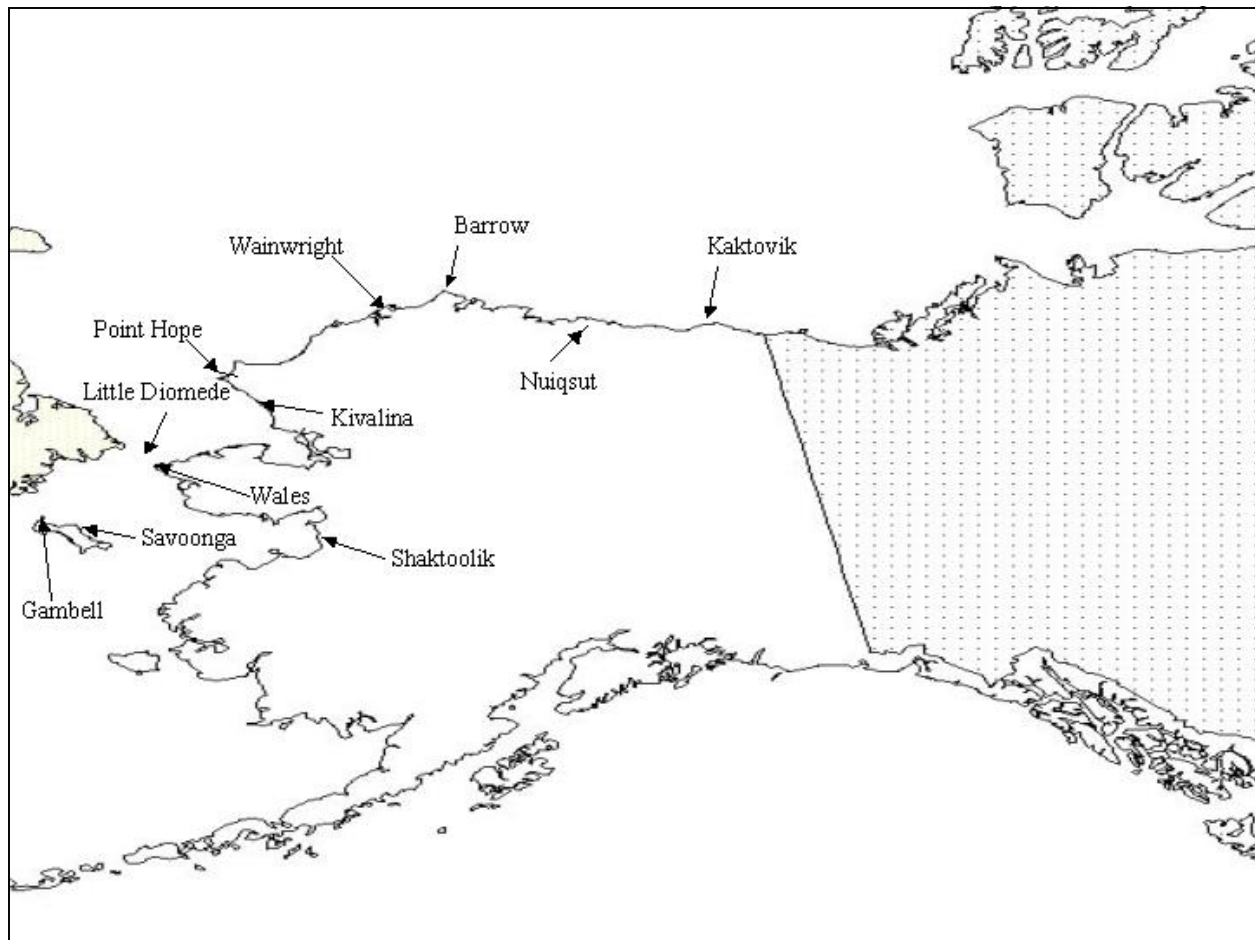 Barrow
Wainwright
Kaktovik
Point Hope
Nuiqsut
Little Diomede
Kivalina
Wales
Savoonga
Shaktoolik
Gambell